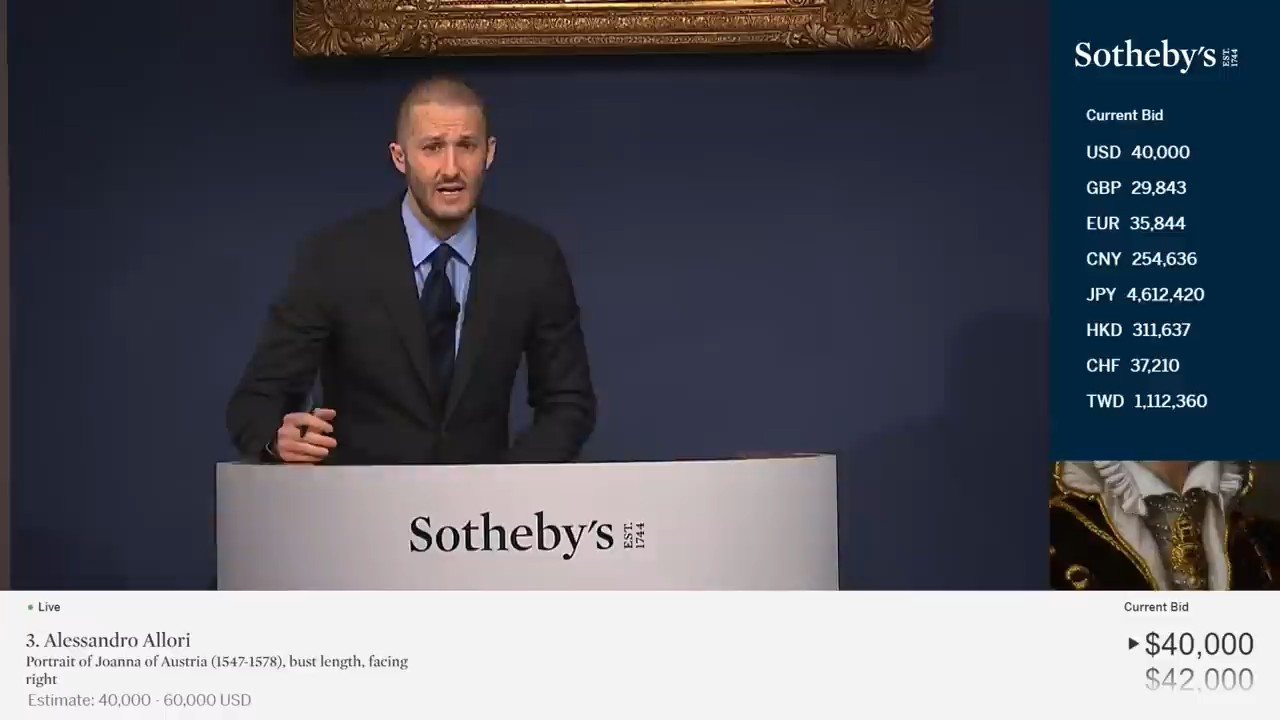 Sotheby's EST. 1744
Current Bid
USD 40,000
GBP 29,843
EUR 35,844
CNY 254,636
JPY 4,612,420
HKD 311,637
CHF 37,210
TWD 1,112,360
Sotheby's EST. 1744
Live
3. Alessandro Allori
Portrait of Joanna of Austria (1547-1578), bust length, facing
right
Estimate: 40,000 - 60,000 USD
Current Bid
$40,000
$42,000